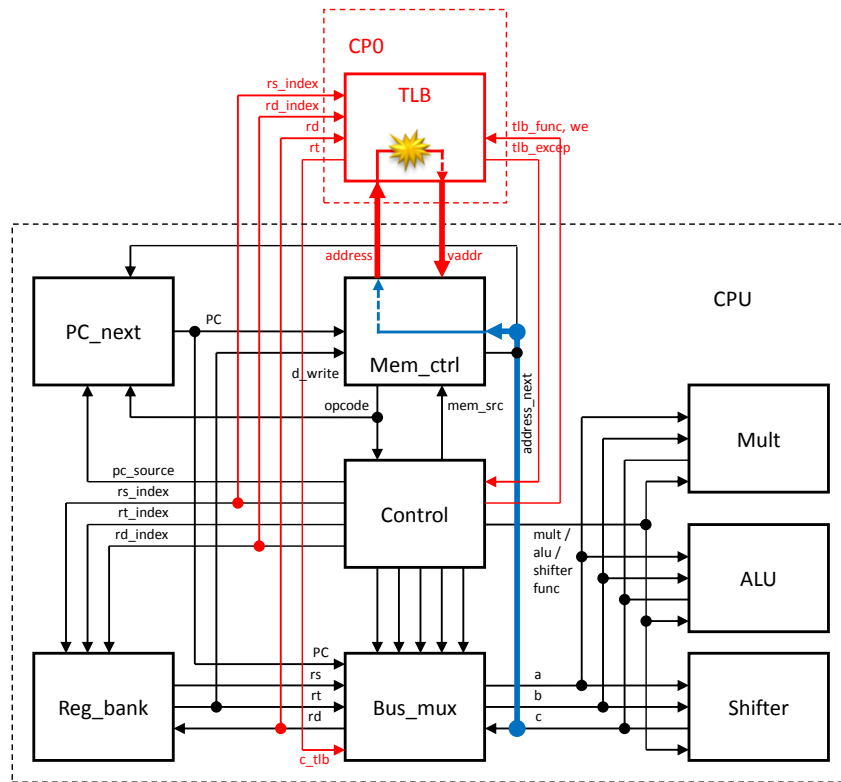 CP0
TLB
rs_index
rd_index
rd
rt
tlb_func, we
tlb_excep
address
vaddr
CPU
PC_next
PC
Mem_ctrl
d_write
opcode
mem_src
address_next
Mult
pc_source
rs_index
rt_index
rd_index
Control
mult /
alu /
shifter
func
ALU
PC
rs
rt
rd
c_tlb
Reg_bank
Bus_mux
a
b
c
Shifter